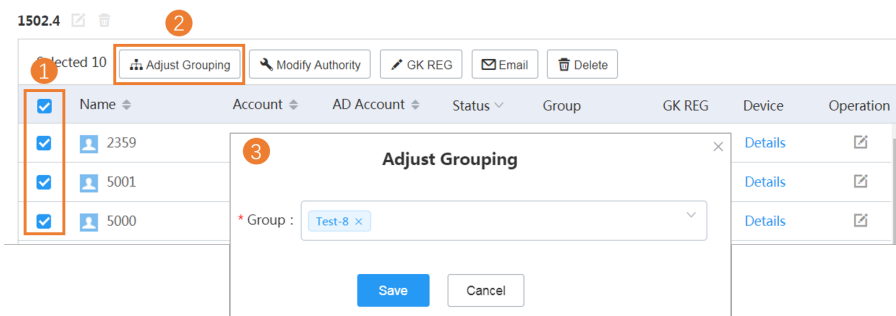 1502.4
2
Selected 10 Adjust Grouping Modify Authority GK REG Email Delete
1
Name Account AD Account Status Group GK REG Device Operation
2359 Details
3
Adjust Grouping
5001 Details
* Group : Test-8 ×
5000 Details
Save Cancel